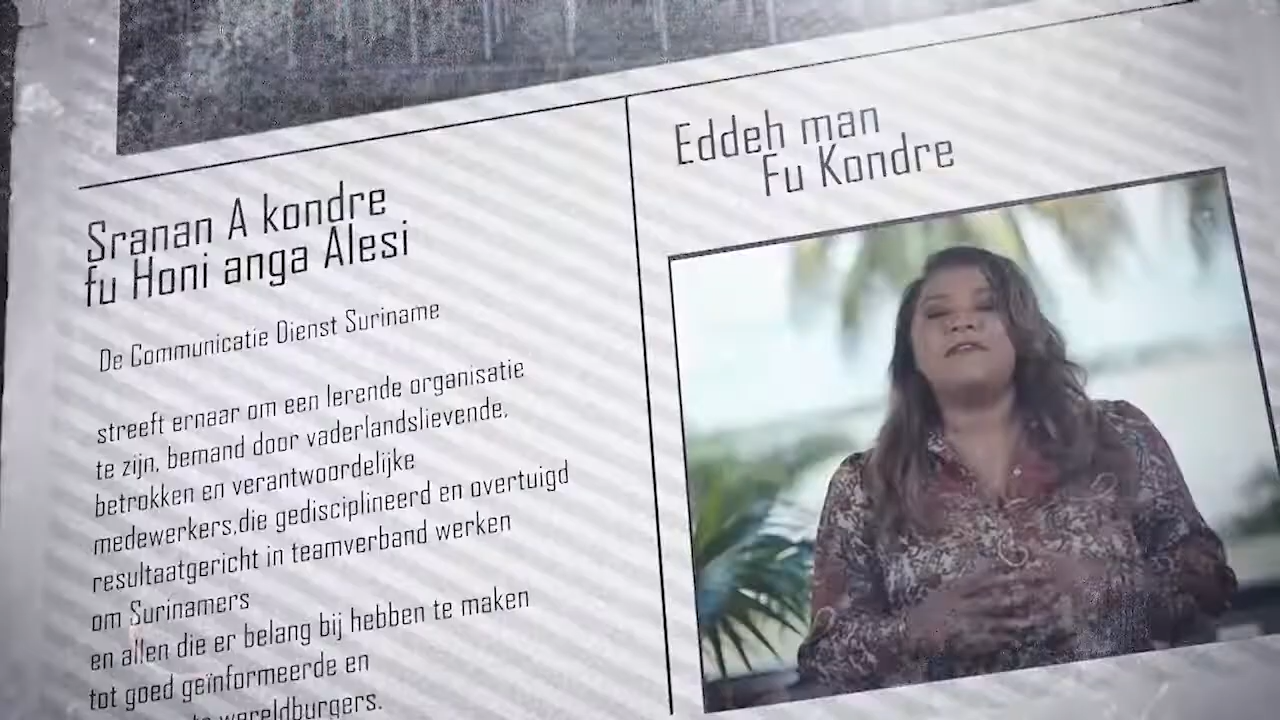 Sranan A kondre
fu Honi anga Alesi
De Communicatie Dienst Suriname
streeft ernaar om een lerende organisatie
te zijn, bemand door vaderlandslievende,
betrokken en verantwoordelijke
medewerkers,die gedisciplineerd en overtuigd
resultaatgericht in teamverband werken
om Surinamers
en allen die er belang bij hebben te maken
tot goed geïnformeerde en
wereldburgers.
Eddeh man
Fu Kondre